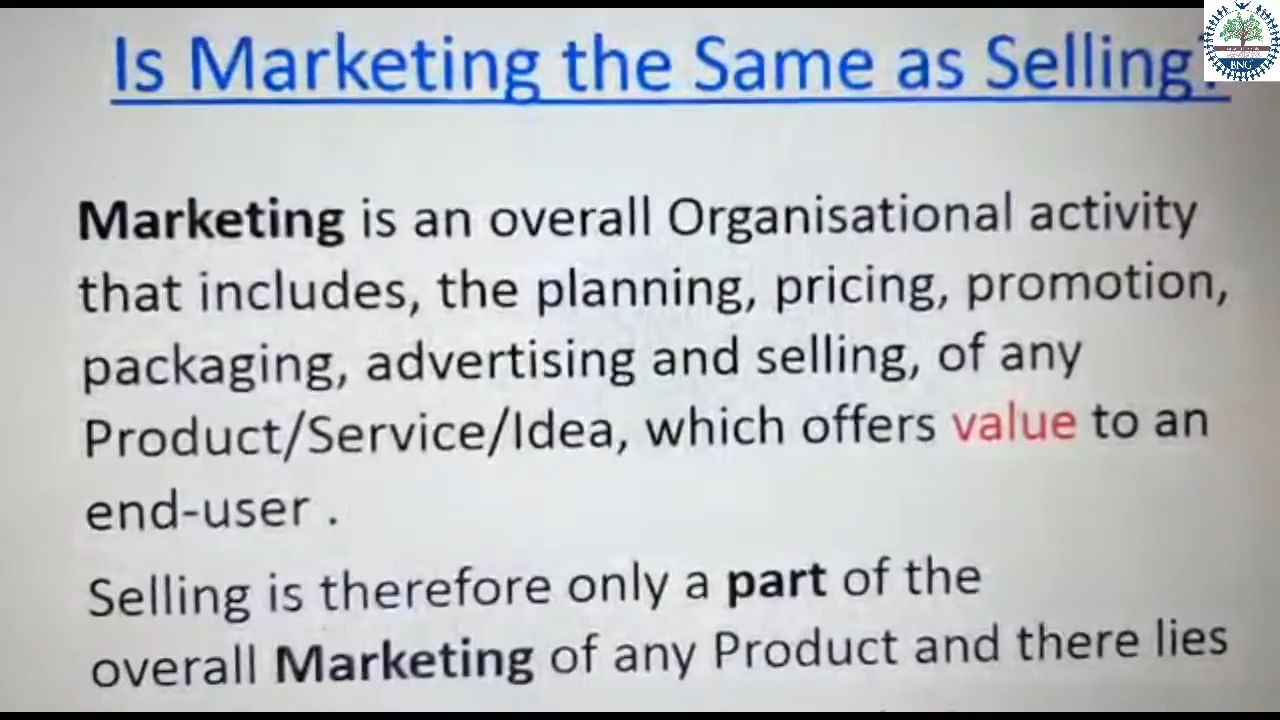 Is Marketing the Same as Selling?
Marketing is an overall Organisational activity
that includes, the planning, pricing, promotion,
packaging, advertising and selling, of any
Product/Service/Idea, which offers value to an
end-user .
Selling is therefore only a part of the
overall Marketing of any Product and there lies